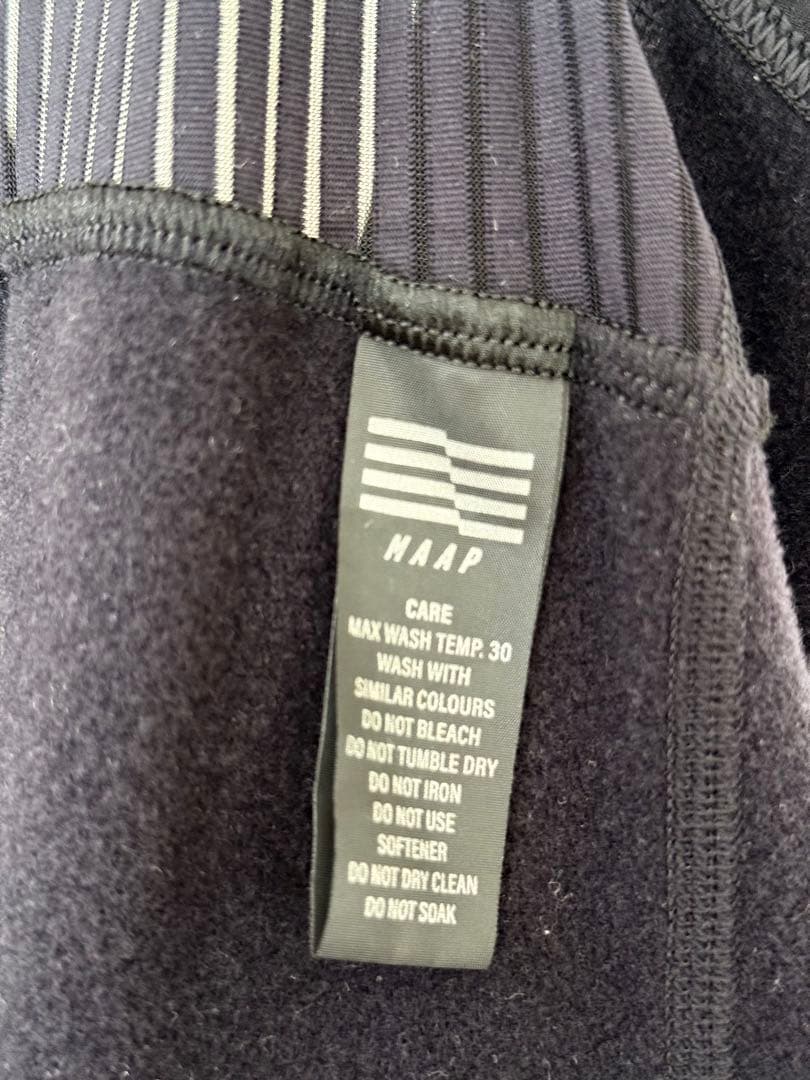 MAAP
CARE
MAX WASH TEMP. 30
WASH WITH
SIMILAR COLOURS
DO NOT BLEACH
DO NOT TUMBLE DRY
DO NOT IRON
DO NOT USE
SOFTENER
DO NOT DRY CLEAN
DO NOT SOAK